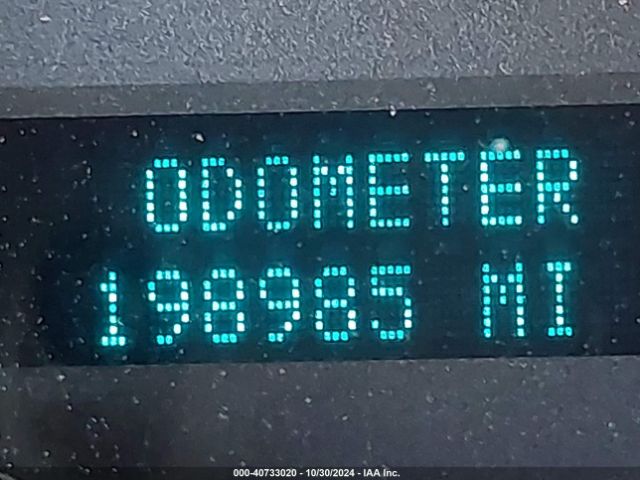 ODOMETER
198985 MI
000-40733020 - 10/30/2024 - IAA Inc.